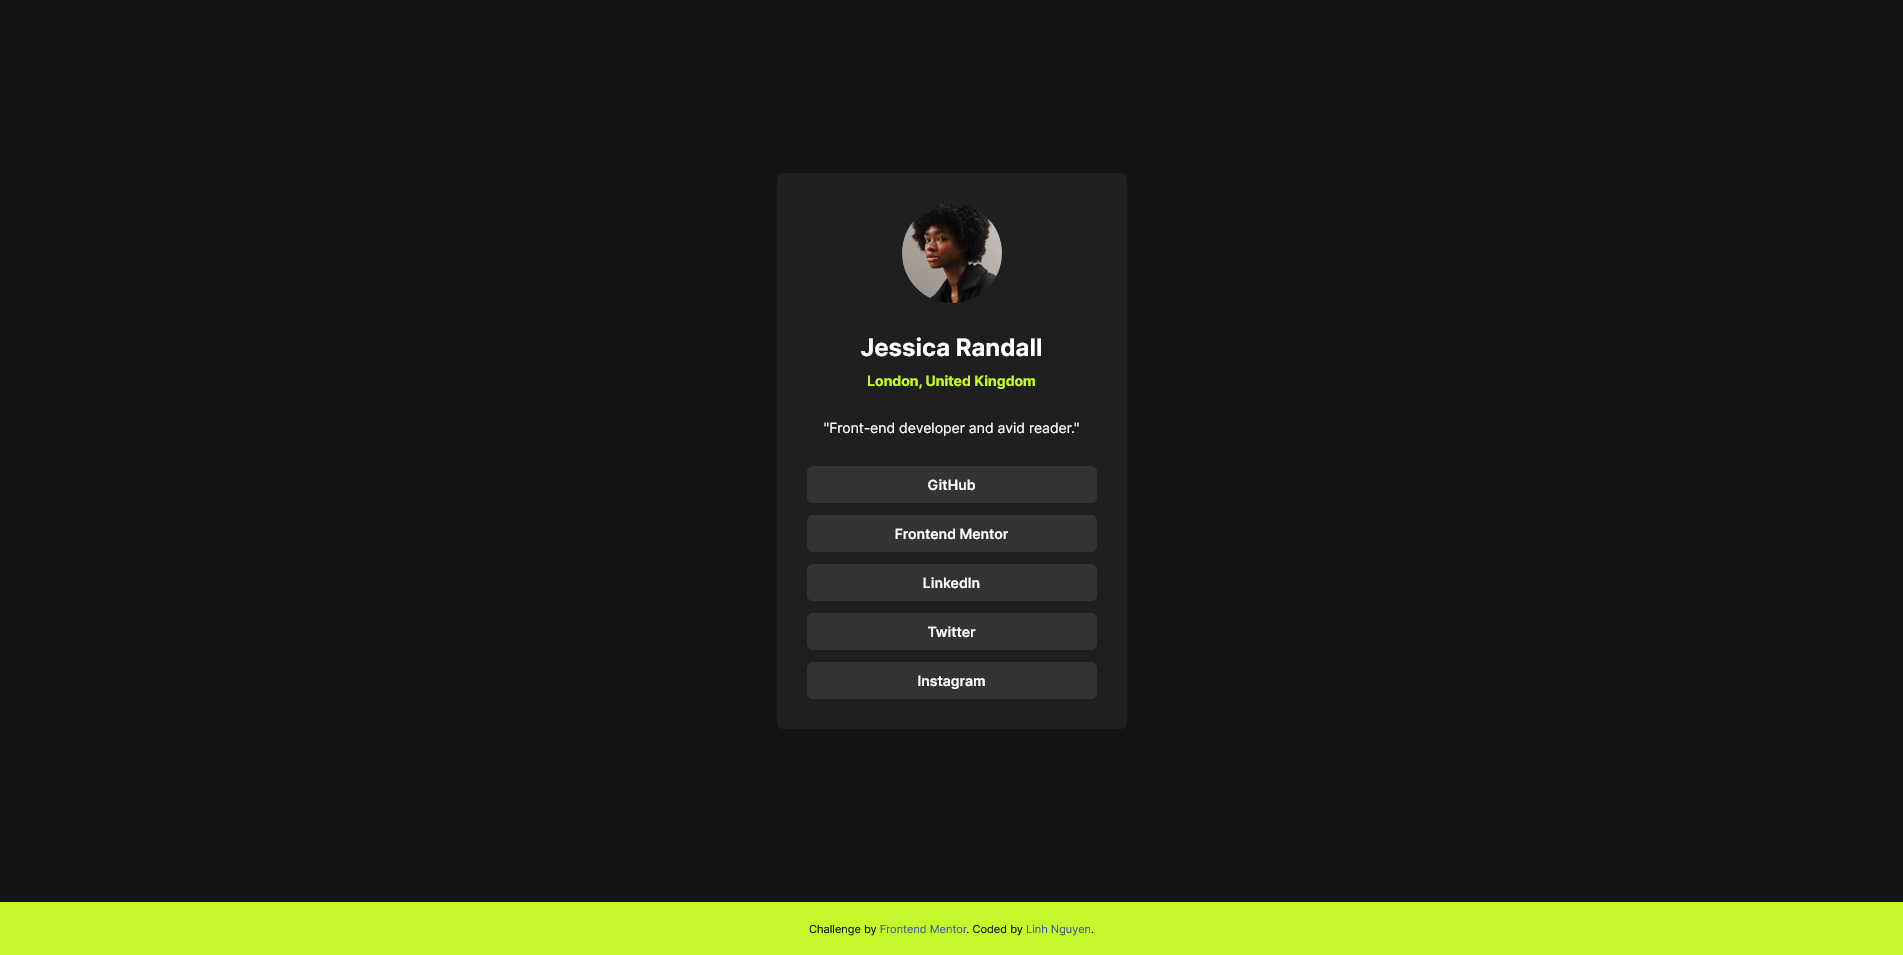 Jessica Randall
London, United Kingdom
"Front-end developer and avid reader."
GitHub
Frontend Mentor
LinkedIn
Twitter
Instagram
Challenge by Frontend Mentor. Coded by Linh Nguyen.